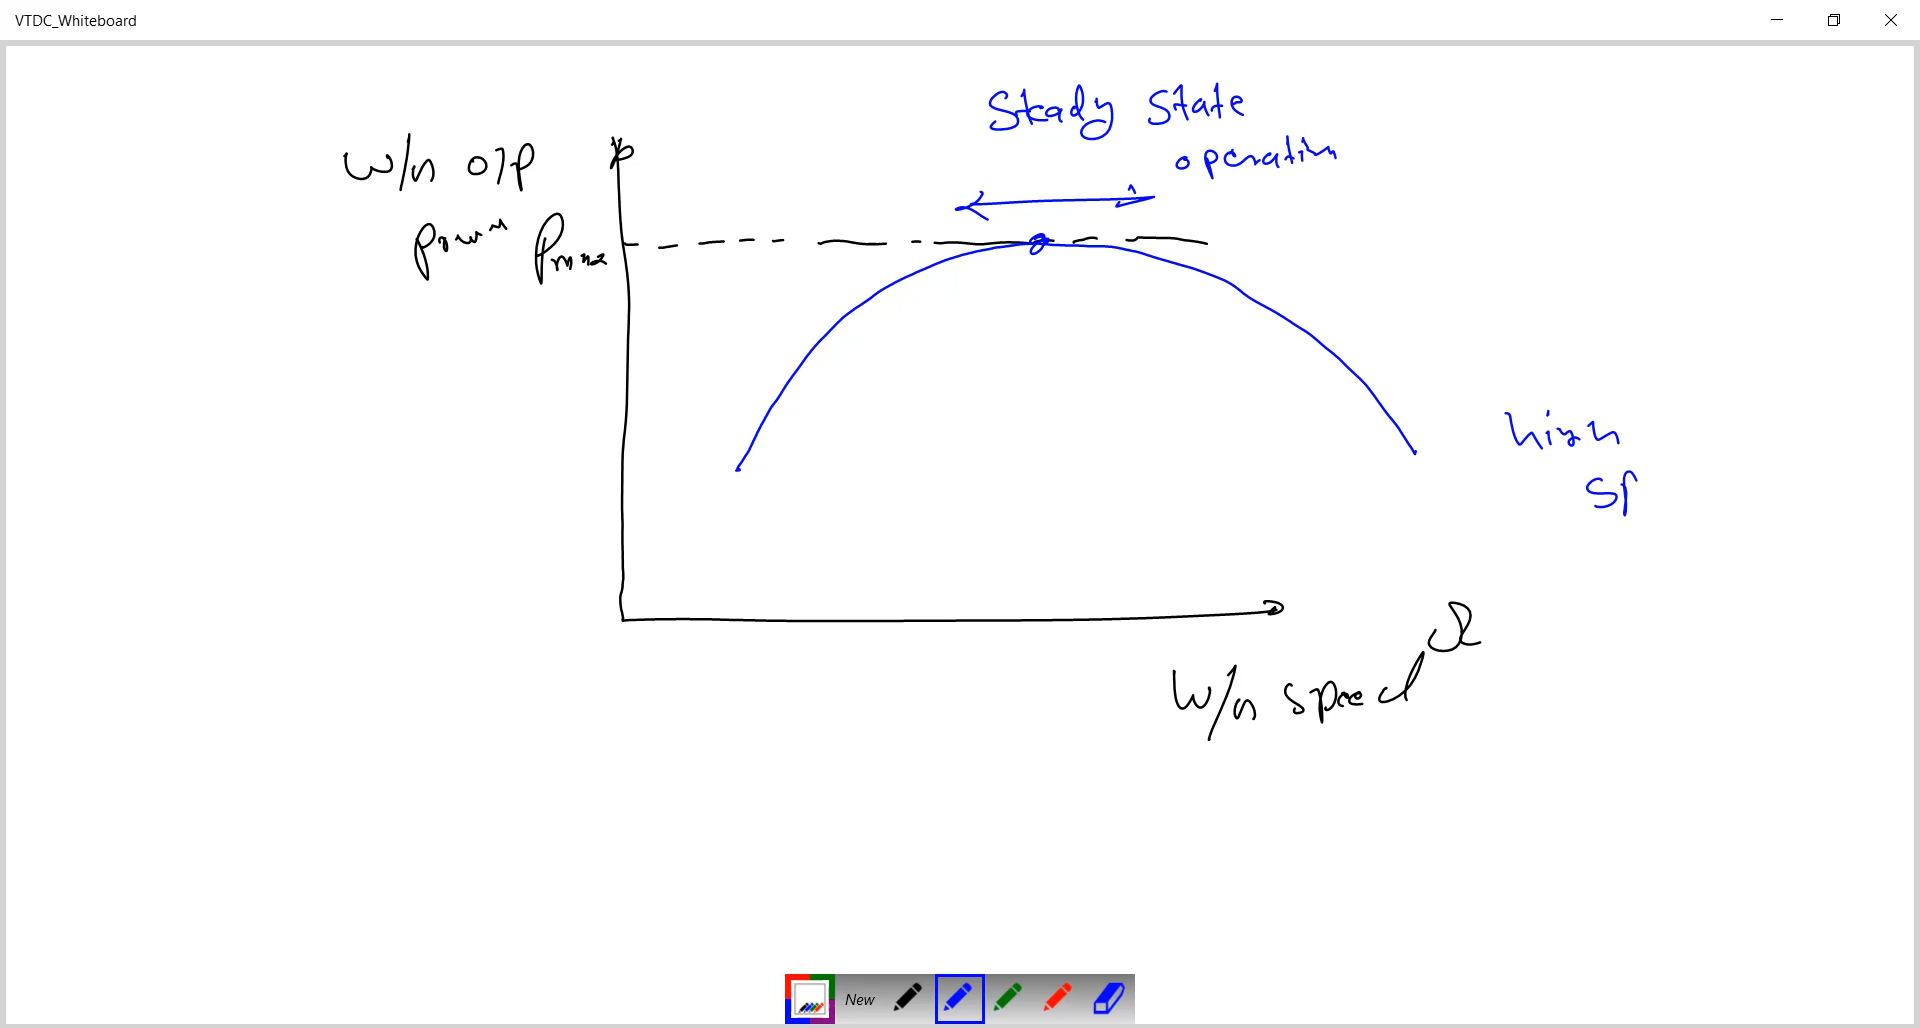 VTDC_Whiteboard
Steady State
operation
W/n o/p
power
Pmax
high
sp
Ω
W/n speed
New